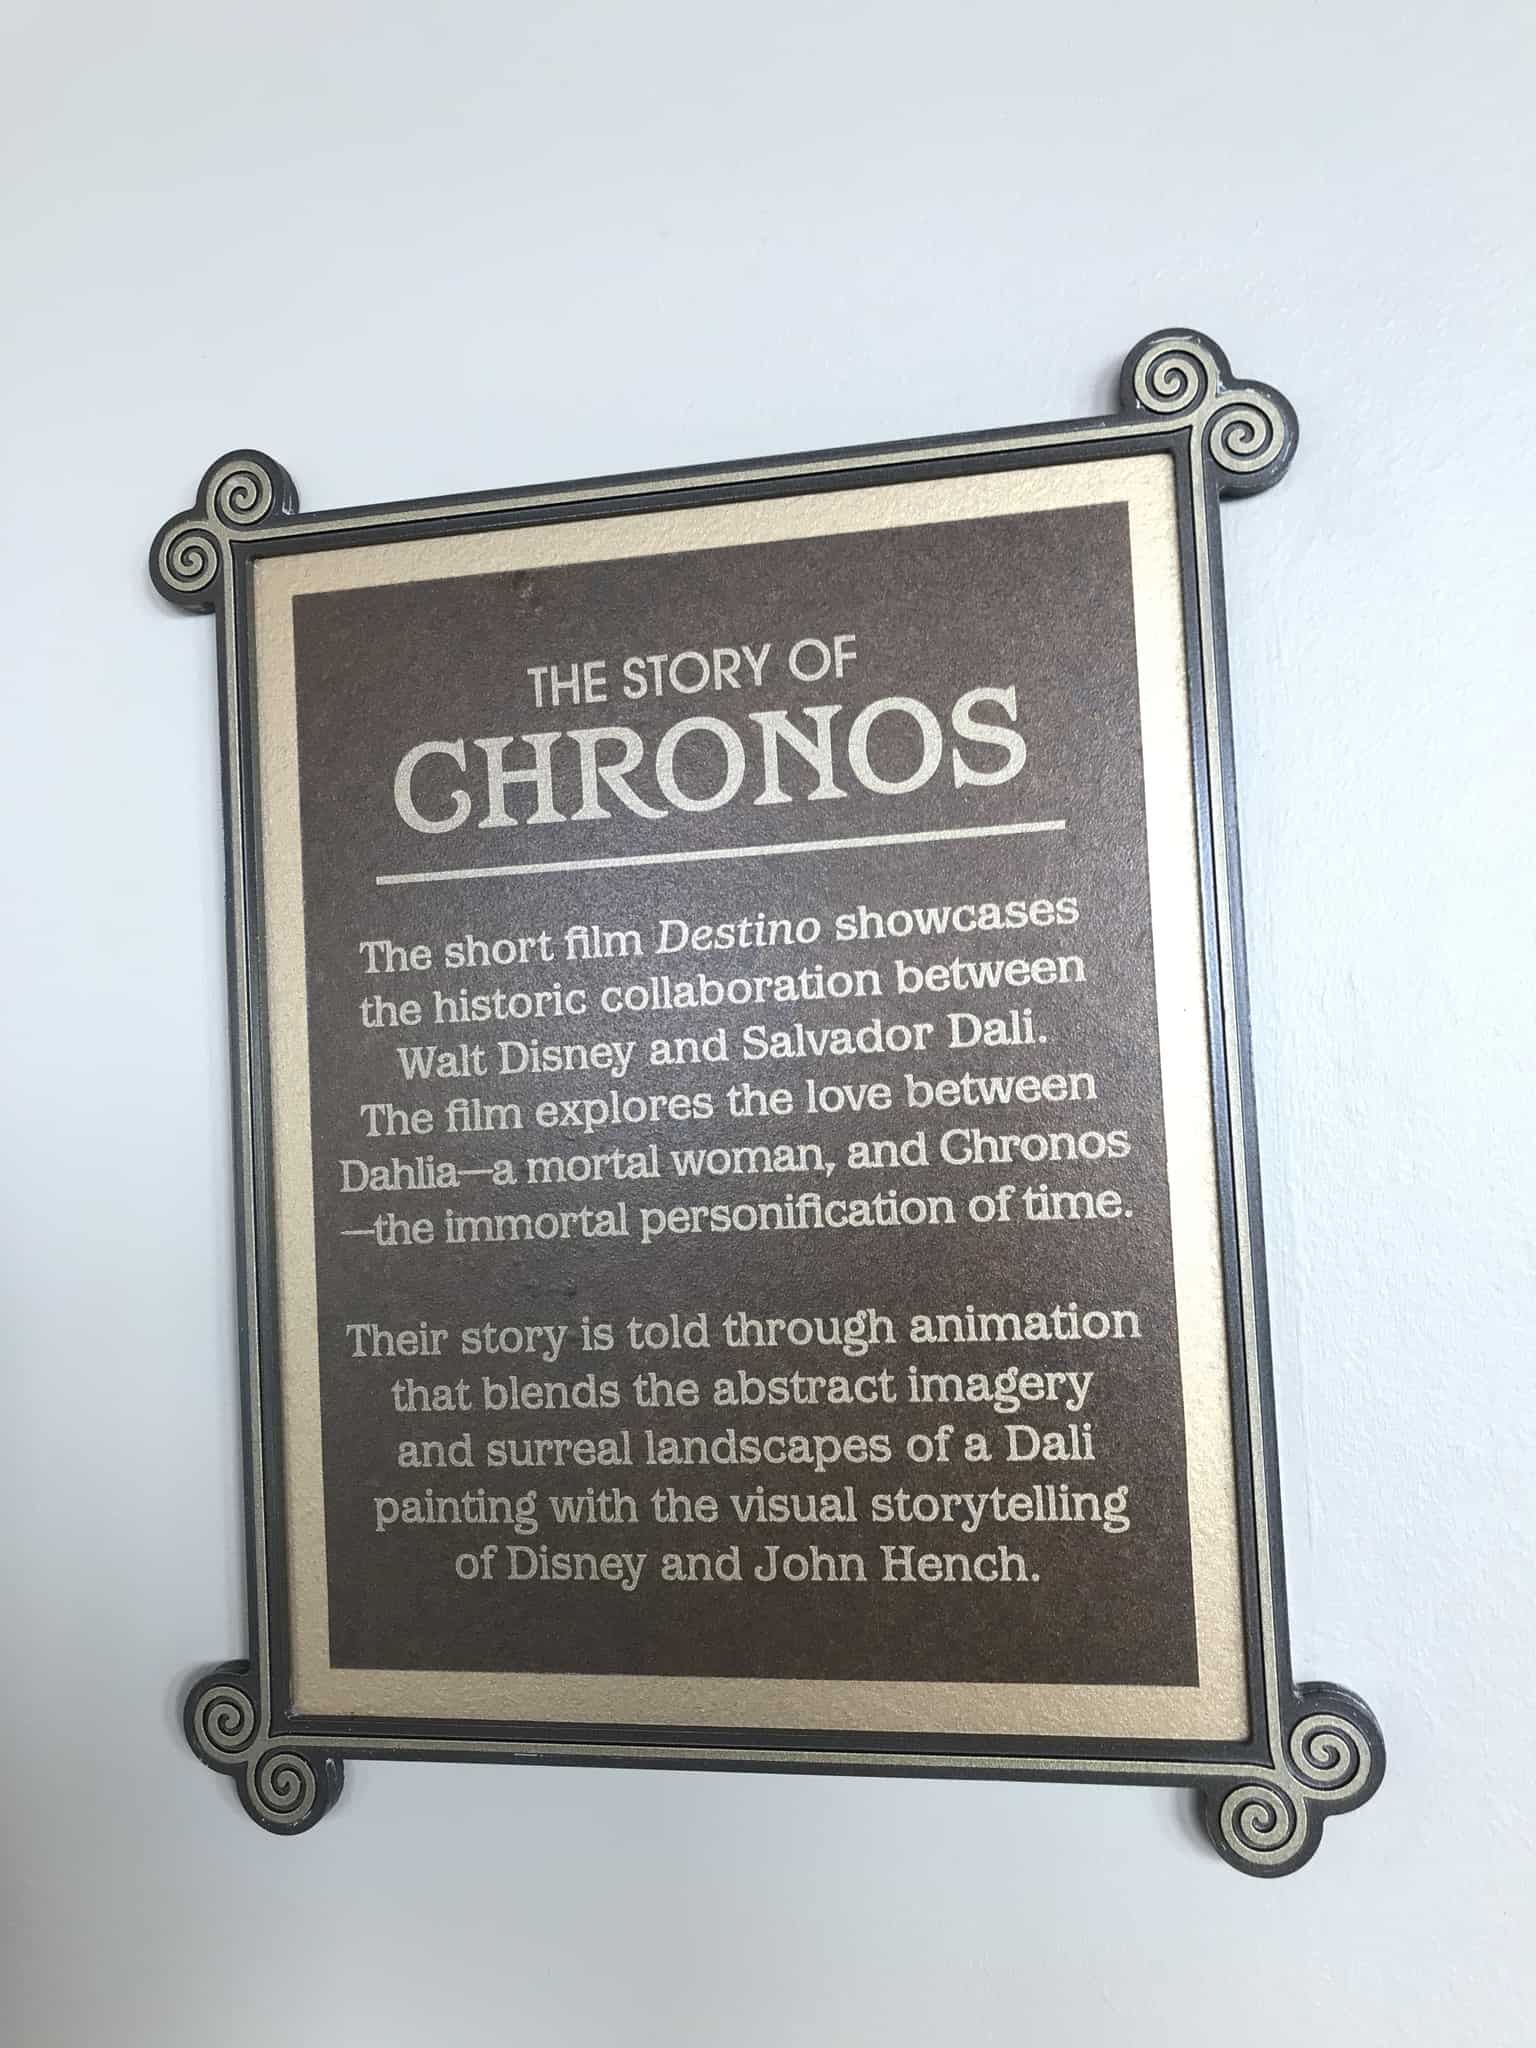 THE STORY OF
CHRONOS
The short film Destino showcases
the historic collaboration between
Walt Disney and Salvador Dali.
The film explores the love between
Dahlia—a mortal woman, and Chronos
—the immortal personification of time.
Their story is told through animation
that blends the abstract imagery
and surreal landscapes of a Dali
painting with the visual storytelling
of Disney and John Hench.